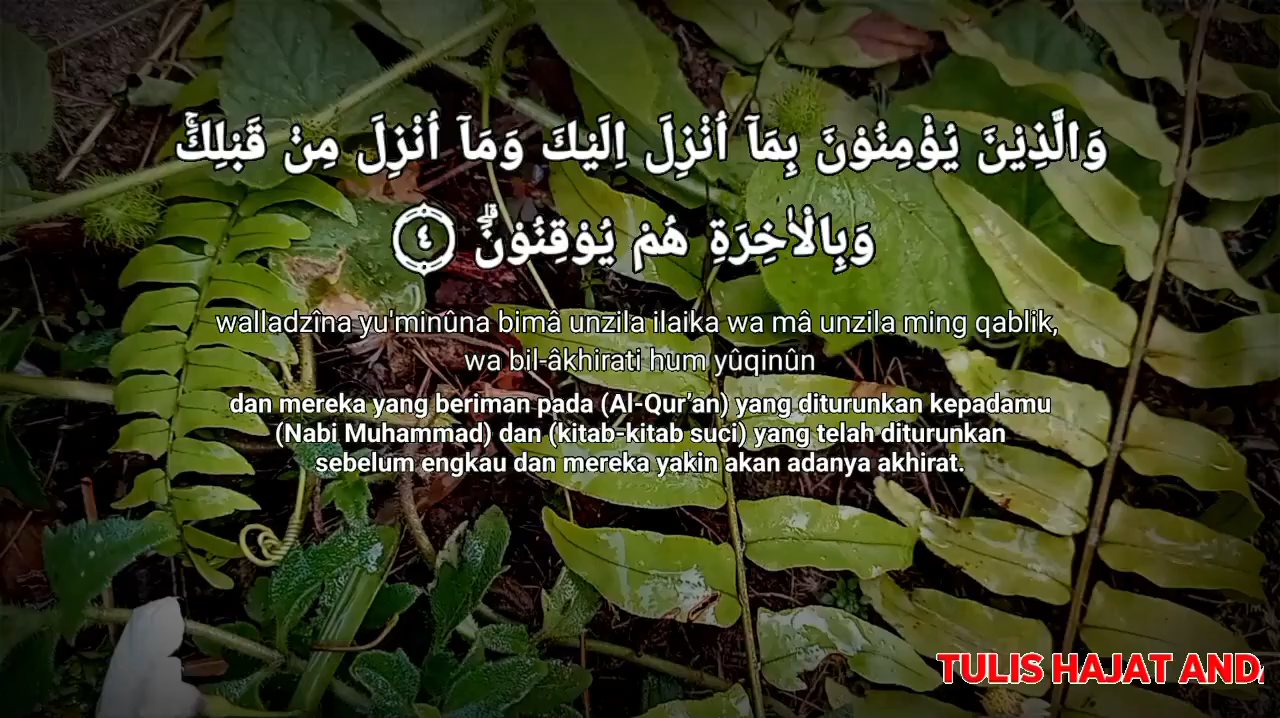 وَالَّذِيْنَ يُؤْمِنُوْنَ بِمَآ اُنْزِلَ اِلَيْكَ وَمَآ اُنْزِلَ مِنْ قَبْلِكَۚ
وَبِالْاٰخِرَةِ هُمْ يُوْقِنُوْنَۗ ٤
walladzîna yu'minûna bimâ unzila ilaika wa mâ unzila ming qablik,
wa bil-âkhirati hum yûqinûn
dan mereka yang beriman pada (Al-Qur’an) yang diturunkan kepadamu
(Nabi Muhammad) dan (kitab-kitab suci) yang telah diturunkan
sebelum engkau dan mereka yakin akan adanya akhirat.
TULIS HAJAT AND